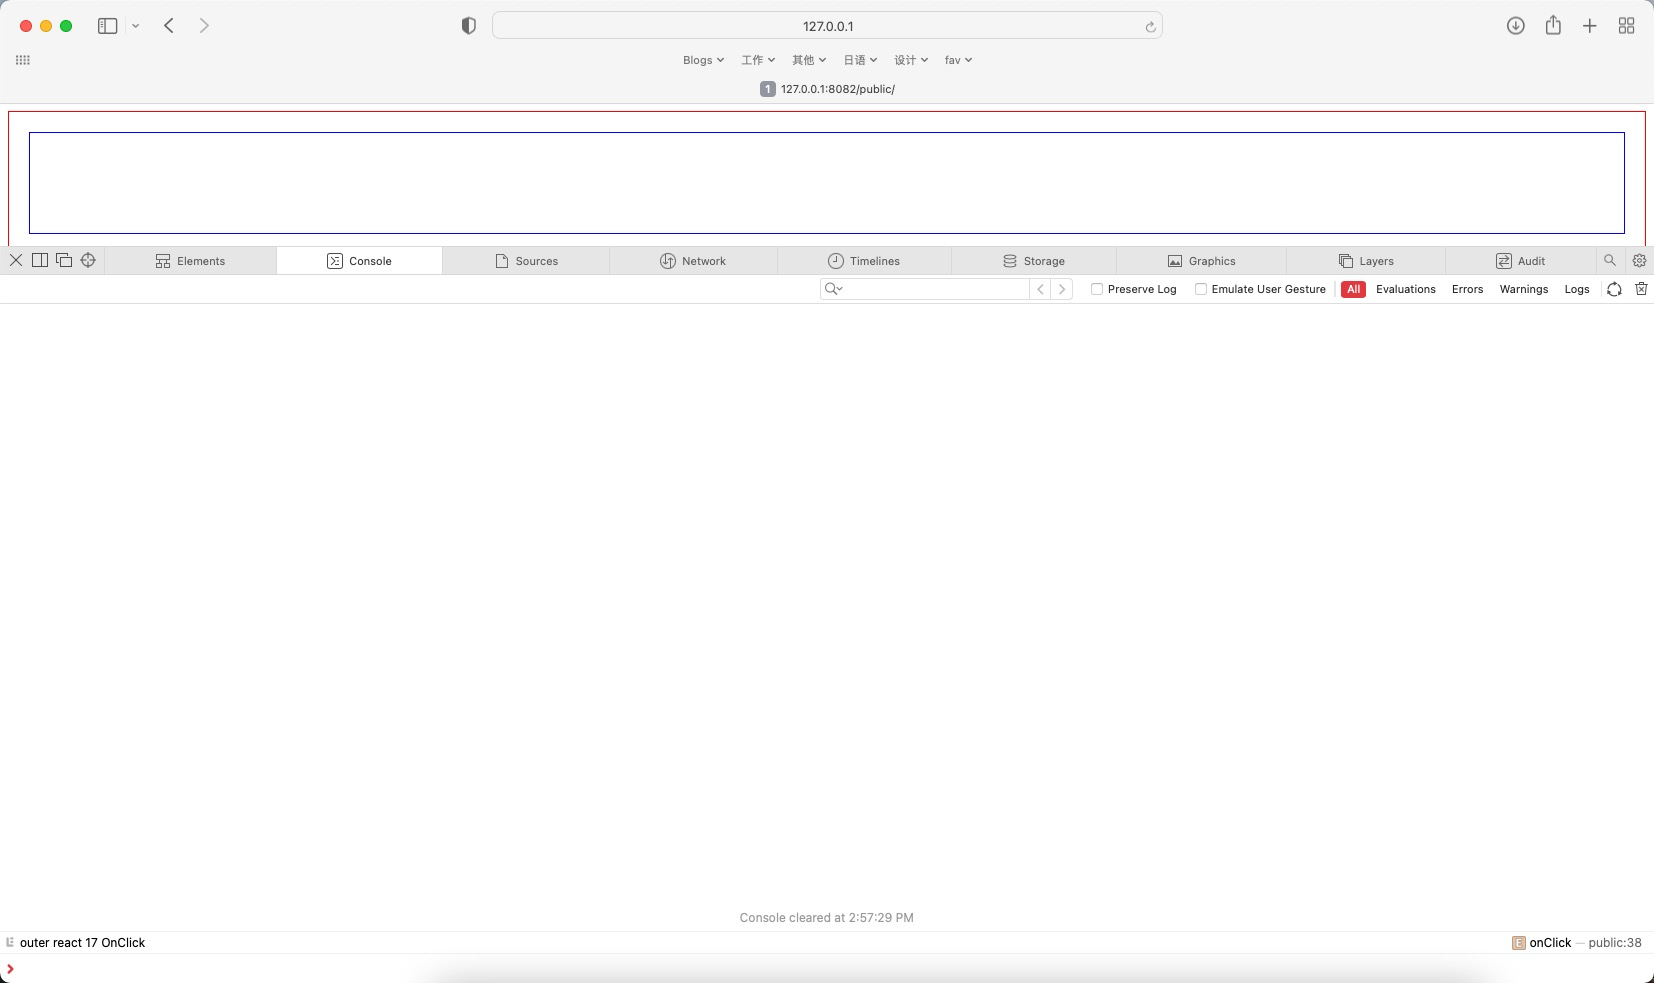 127.0.0.1
Blogs 工作 其他 日语 设计 fav
1 127.0.0.1:8082/public/
Elements Console Sources Network Timelines Storage Graphics Layers Audit
Preserve Log Emulate User Gesture All Evaluations Errors Warnings Logs
Console cleared at 2:57:29 PM
outer react 17 OnClick E onClick — public:38